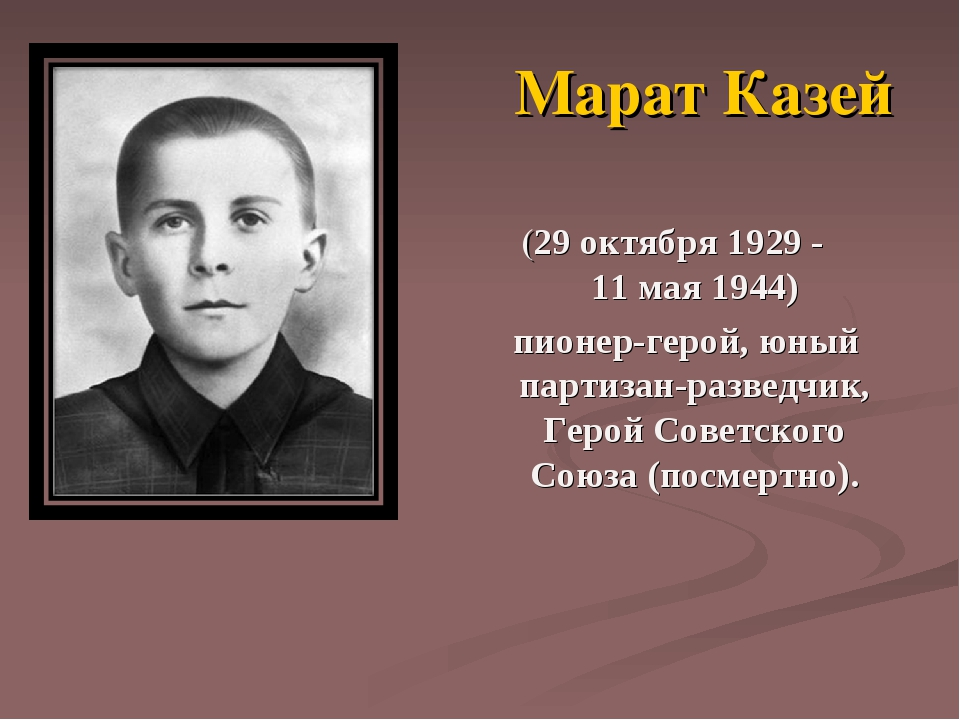 Марат Казей
(29 октября 1929 -
11 мая 1944)
пионер-герой, юный
партизан-разведчик,
Герой Советского
Союза (посмертно).